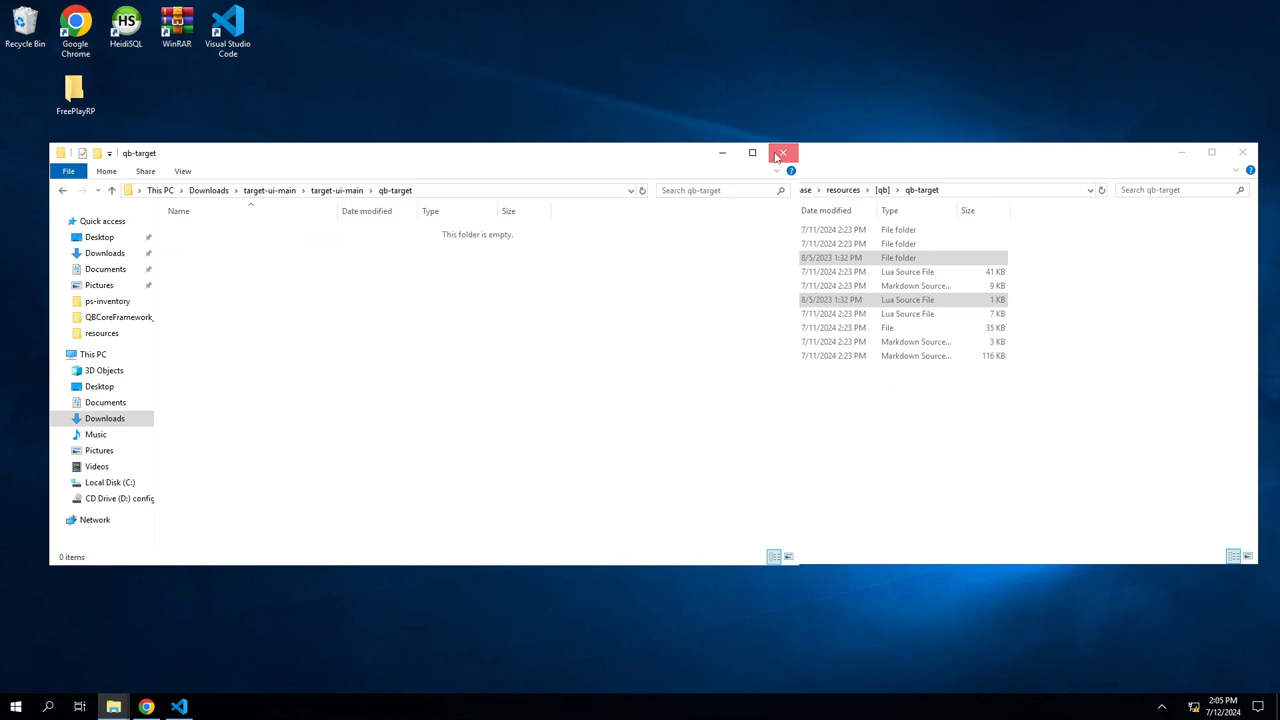 Recycle Bin
Google
Chrome
HeidiSQL
WinRAR
Visual Studio
Code
FreePlayRP
qb-target
File
Home
Share
View
This PC
Downloads
target-ui-main
target-ui-main
qb-target
Search qb-target
Name
Date modified
Type
Size
This folder is empty.
Quick access
Desktop
Downloads
Documents
Pictures
ps-inventory
QBCoreFramework_
resources
This PC
3D Objects
Desktop
Documents
Downloads
Music
Pictures
Videos
Local Disk (C:)
CD Drive (D:) config
Network
0 items
ase
resources
[qb]
qb-target
Search qb-target
Date modified
Type
Size
7/11/2024 2:23 PM File folder
7/11/2024 2:23 PM File folder
8/5/2023 1:32 PM File folder
7/11/2024 2:23 PM Lua Source File 41 KB
7/11/2024 2:23 PM Markdown Source... 9 KB
8/5/2023 1:32 PM Lua Source File 1 KB
7/11/2024 2:23 PM Lua Source File 7 KB
7/11/2024 2:23 PM File 35 KB
7/11/2024 2:23 PM Markdown Source... 3 KB
7/11/2024 2:23 PM Markdown Source... 116 KB
2:05 PM
7/12/2024